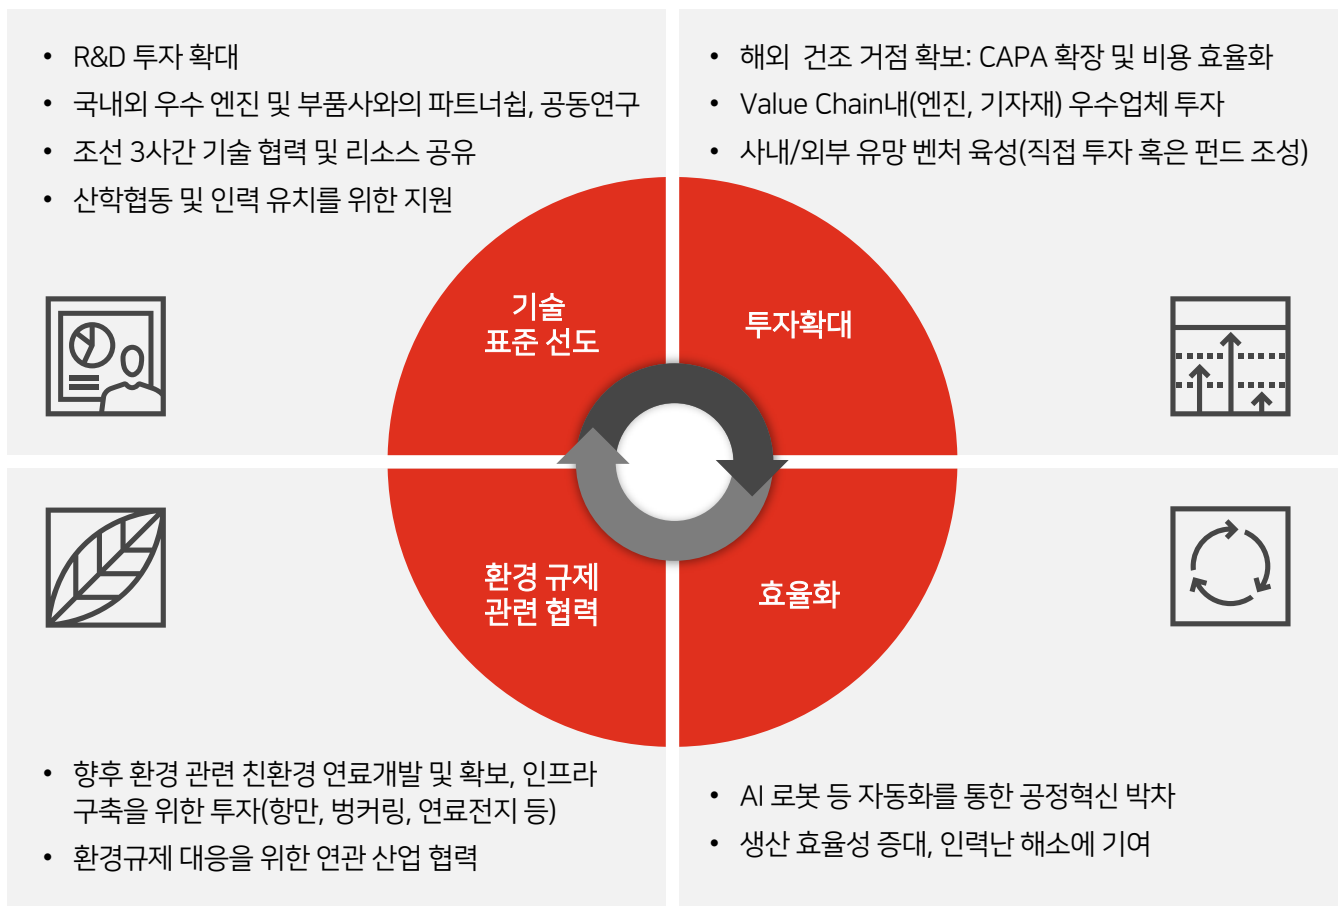 • R&D 투자 확대
• 국내외 우수 엔진 및 부품사와의 파트너쉽, 공동연구
• 조선 3사간 기술 협력 및 리소스 공유
• 산학협동 및 인력 유치를 위한 지원
• 해외 건조 거점 확보: CAPA 확장 및 비용 효율화
• Value Chain내(엔진, 기자재) 우수업체 투자
• 사내/외부 유망 벤처 육성(직접 투자 혹은 펀드 조성)
기술
표준 선도
투자확대
환경 규제
관련 협력
효율화
• 향후 환경 관련 친환경 연료개발 및 확보, 인프라
구축을 위한 투자(항만, 벙커링, 연료전지 등)
• 환경규제 대응을 위한 연관 산업 협력
• AI 로봇 등 자동화를 통한 공정혁신 박차
• 생산 효율성 증대, 인력난 해소에 기여